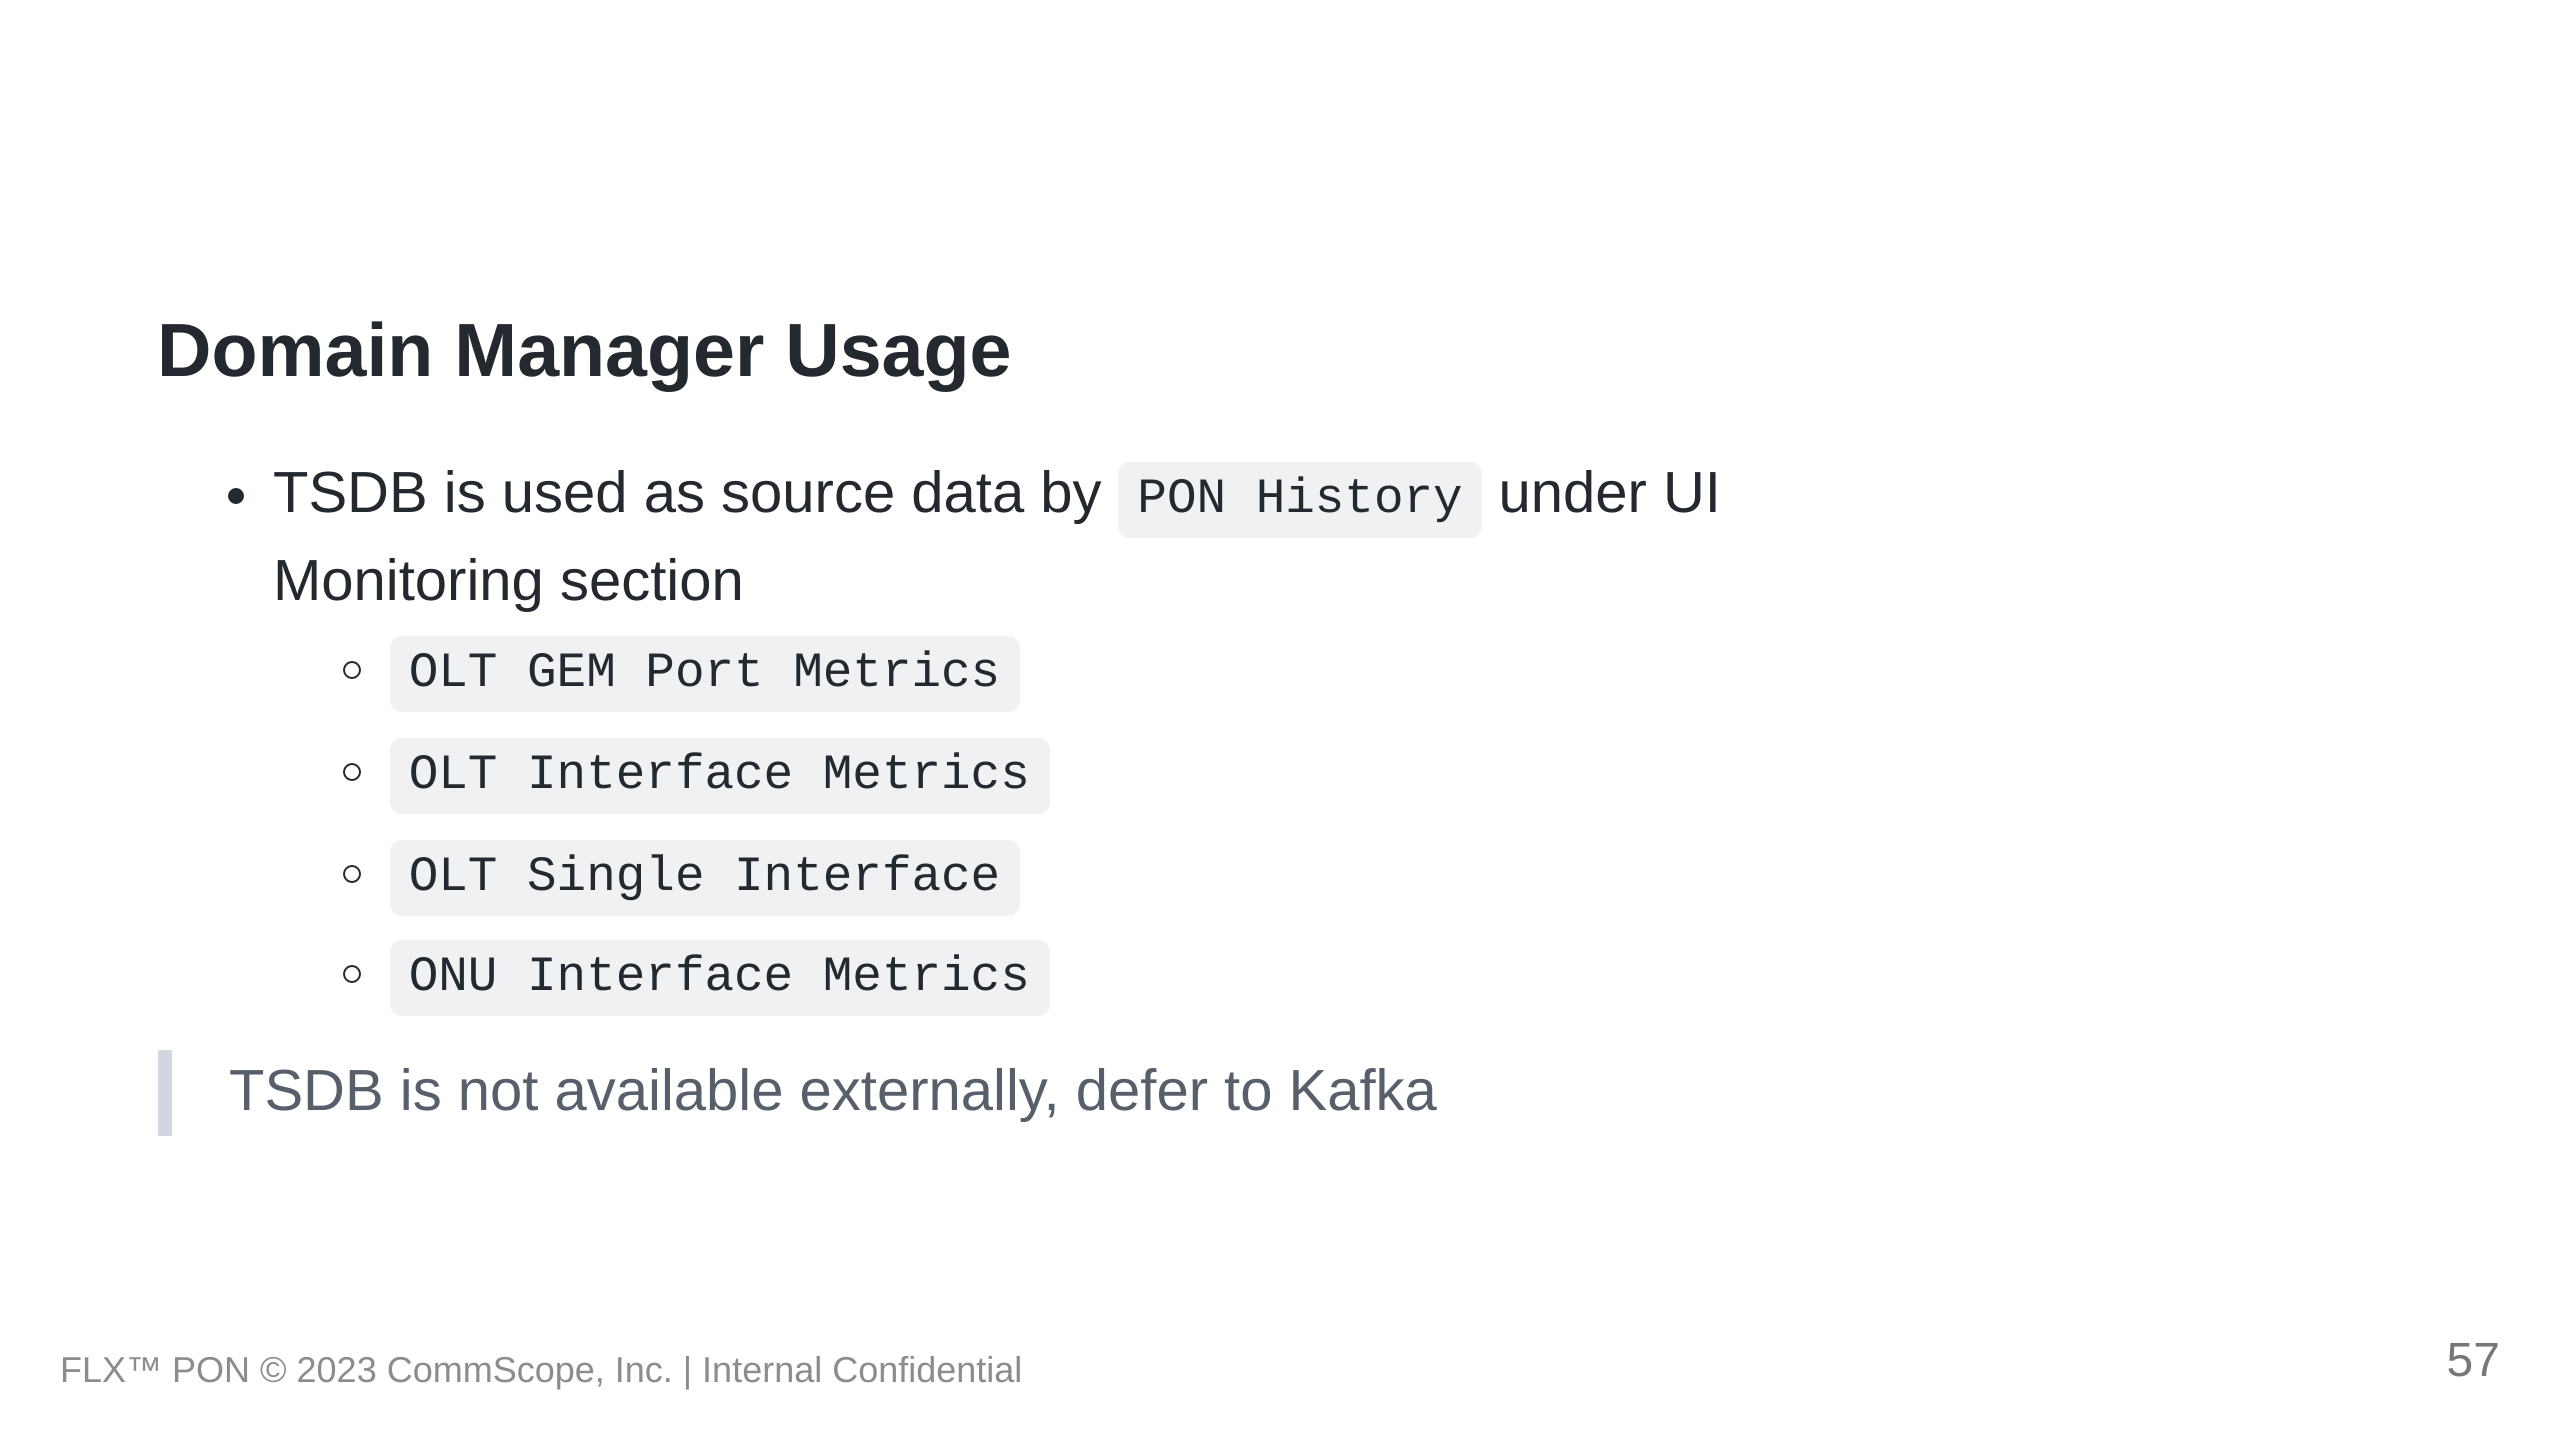 Domain Manager Usage
• TSDB is used as source data by PON History under UI
Monitoring section
○ OLT GEM Port Metrics
○ OLT Interface Metrics
○ OLT Single Interface
○ ONU Interface Metrics
TSDB is not available externally, defer to Kafka
FLX™ PON © 2023 CommScope, Inc. | Internal Confidential
57